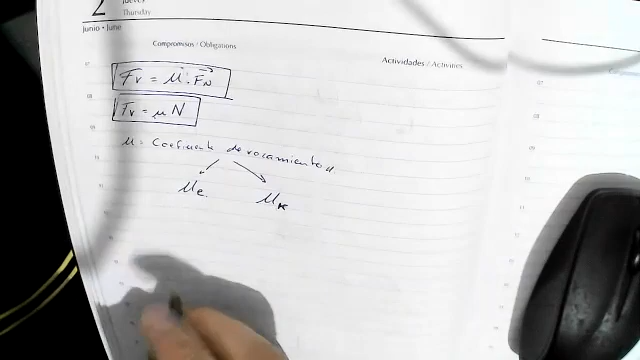 2 Jueves
Thursday
Junio • June
Compromisos / Obligations
Actividades / Activities
Fr = μ · FN
Fr = μ N
μ = Coeficiente de rozamiento
μe
μk